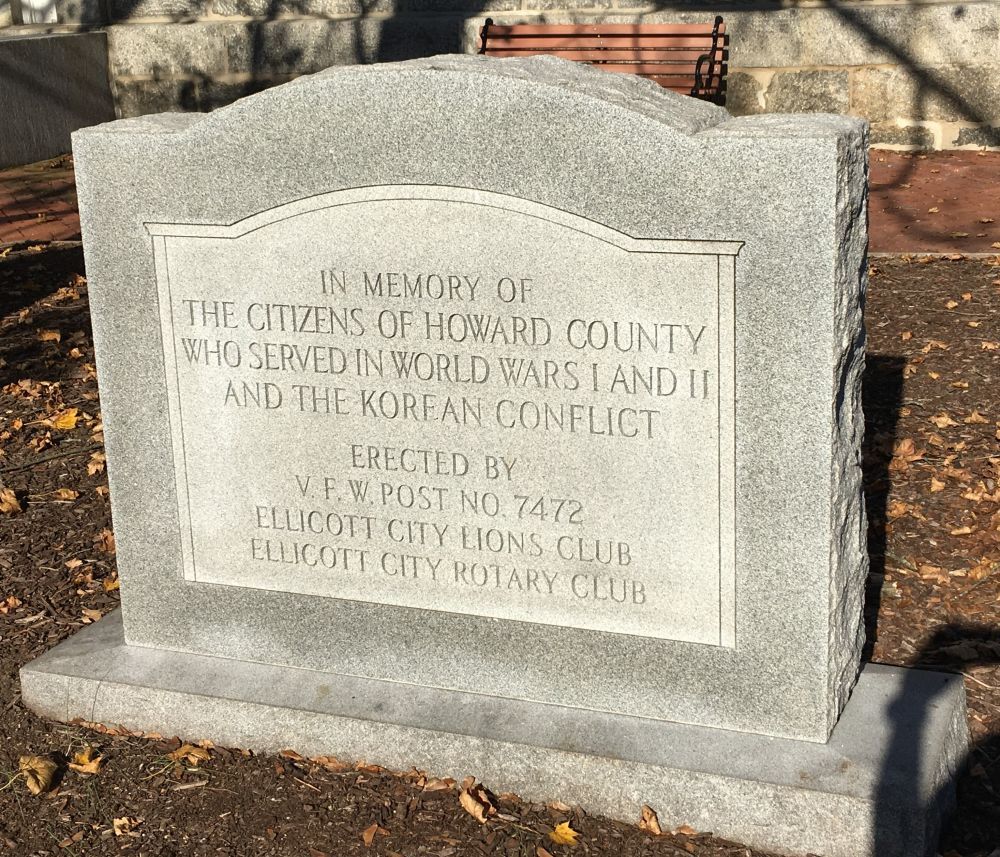 IN MEMORY OF
THE CITIZENS OF HOWARD COUNTY
WHO SERVED IN WORLD WARS I AND II
AND THE KOREAN CONFLICT
ERECTED BY
V. F. W. POST NO. 7472
ELLICOTT CITY LIONS CLUB
ELLICOTT CITY ROTARY CLUB